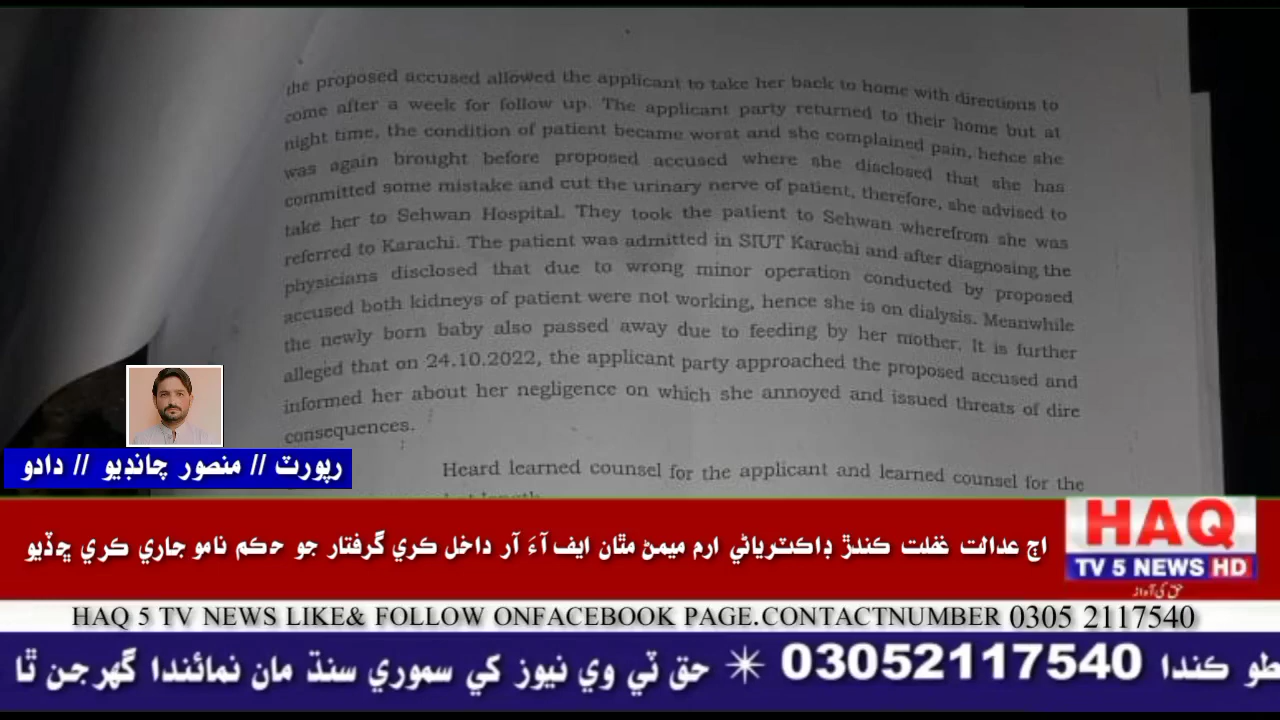 the proposed accused allowed the applicant to take her back to home with directions to
come after a week for follow up. The applicant party returned to their home but at
night time, the condition of patient became worst and she complained pain, hence she
was again brought before proposed accused where she disclosed that she has
committed some mistake and cut the urinary nerve of patient, therefore, she advised to
take her to Sehwan Hospital. They took the patient to Sehwan wherefrom she was
referred to Karachi. The patient was admitted in SIUT Karachi and after diagnosing the
physicians disclosed that due to wrong minor operation conducted by proposed
accused both kidneys of patient were not working, hence she is on dialysis. Meanwhile
the newly born baby also passed away due to feeding by her mother. It is further
alleged that on 24.10.2022, the applicant party approached the proposed accused and
informed her about her negligence on which she annoyed and issued threats of dire
consequences.
Heard learned counsel for the applicant and learned counsel for the
رپورٽ // منصور چانڊيو // دادو
اڄ عدالت غفلت ڪندڙ ڊاڪٽرياڻي ارم ميمڻ مٿان ايف آءِ آر داخل ڪري گرفتار جو حڪم نامو جاري ڪري ڇڏيو
HAQ
TV 5 NEWS HD
حق کی آواز
HAQ 5 TV NEWS LIKE& FOLLOW ONFACEBOOK PAGE.CONTACTNUMBER 0305 2117540
طو ڪندا 03052117540 ✳ حق ٽي وي نيوز کي سموري سنڌ مان نمائندا گهرجن ٿا